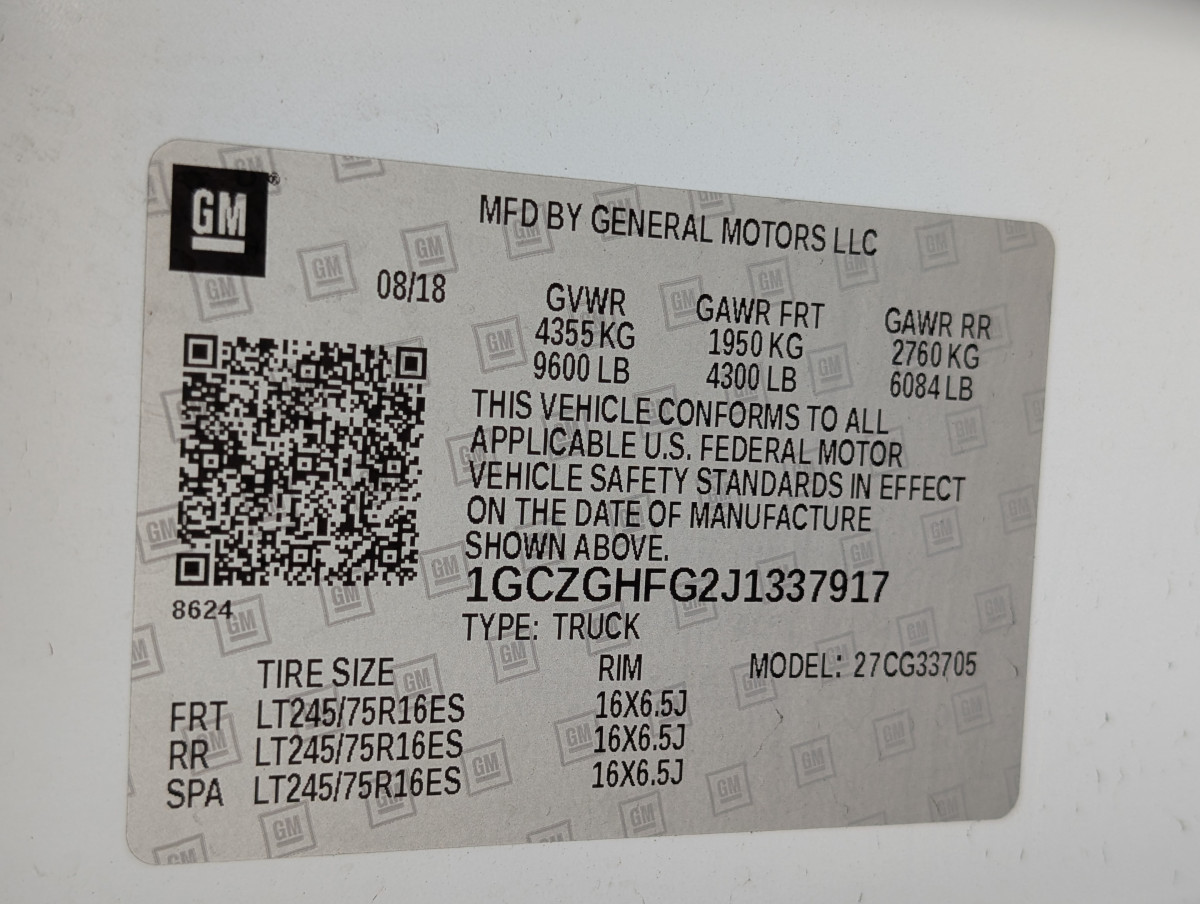 GM
MFD BY GENERAL MOTORS LLC
08/18
GVWR GAWR FRT GAWR RR
4355 KG 1950 KG 2760 KG
9600 LB 4300 LB 6084 LB
THIS VEHICLE CONFORMS TO ALL
APPLICABLE U.S. FEDERAL MOTOR
VEHICLE SAFETY STANDARDS IN EFFECT
ON THE DATE OF MANUFACTURE
SHOWN ABOVE.
1GCZGHFG2J1337917
8624
TYPE: TRUCK
TIRE SIZE RIM MODEL: 27CG33705
FRT LT245/75R16ES 16X6.5J
RR LT245/75R16ES 16X6.5J
SPA LT245/75R16ES 16X6.5J